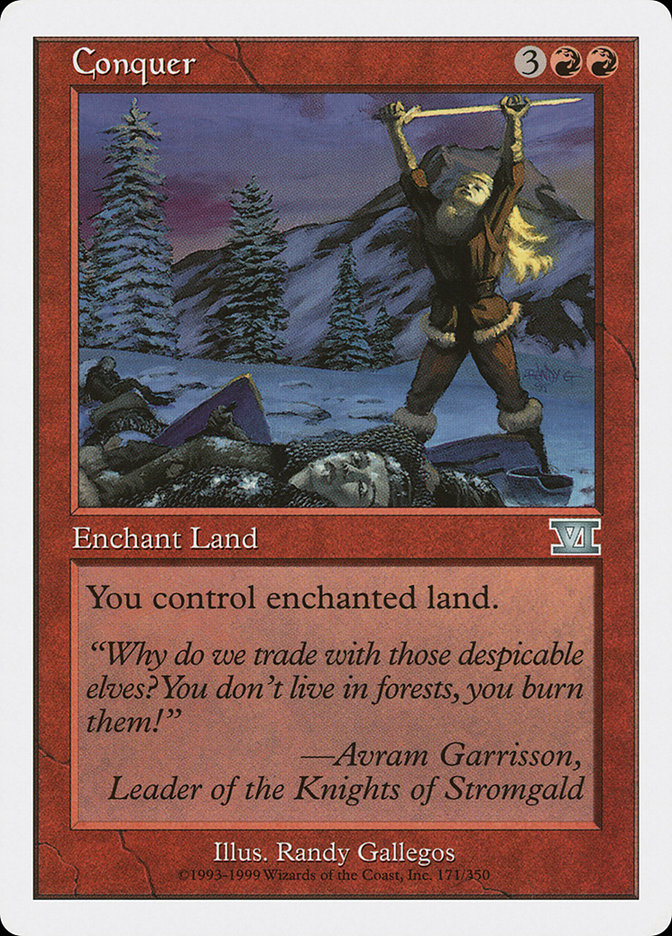 Conquer
3
RANDY G
Enchant Land
VI
You control enchanted land.
“Why do we trade with those despicable
elves? You don’t live in forests, you burn
them!”
—Avram Garrisson,
Leader of the Knights of Stromgald
Illus. Randy Gallegos
©1993-1999 Wizards of the Coast, Inc. 171/350